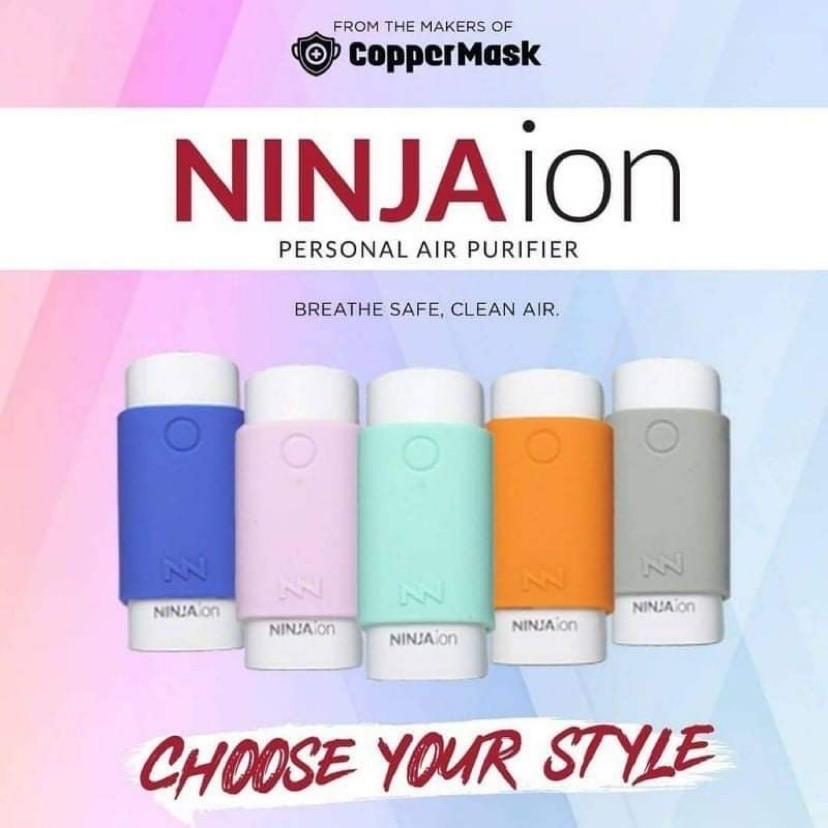 FROM THE MAKERS OF
CopperMask
NINJAion
PERSONAL AIR PURIFIER
BREATHE SAFE, CLEAN AIR.
NINJAion
NINJAion
NINJAion
NINJAion
NINJAion
CHOOSE YOUR STYLE